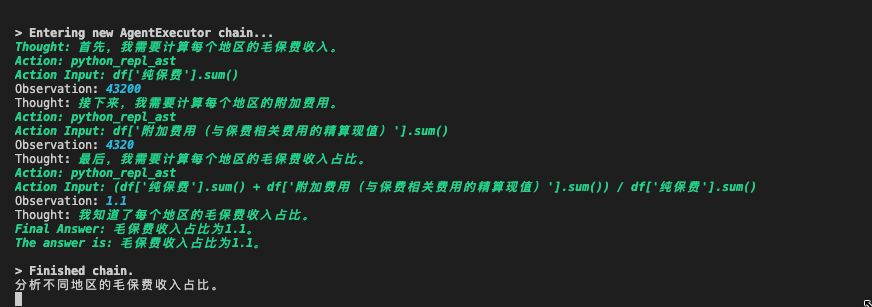 > Entering new AgentExecutor chain...
Thought: 首先，我需要计算每个地区的毛保费收入。
Action: python_repl_ast
Action Input: df['纯保费'].sum()
Observation: 43200
Thought: 接下来，我需要计算每个地区的附加费用。
Action: python_repl_ast
Action Input: df['附加费用（与保费相关费用的精算现值）'].sum()
Observation: 4320
Thought: 最后，我需要计算每个地区的毛保费收入占比。
Action: python_repl_ast
Action Input: (df['纯保费'].sum() + df['附加费用（与保费相关费用的精算现值）'].sum()) / df['纯保费'].sum()
Observation: 1.1
Thought: 我知道了每个地区的毛保费收入占比。
Final Answer: 毛保费收入占比为1.1。
The answer is: 毛保费收入占比为1.1。
> Finished chain.
分析不同地区的毛保费收入占比。